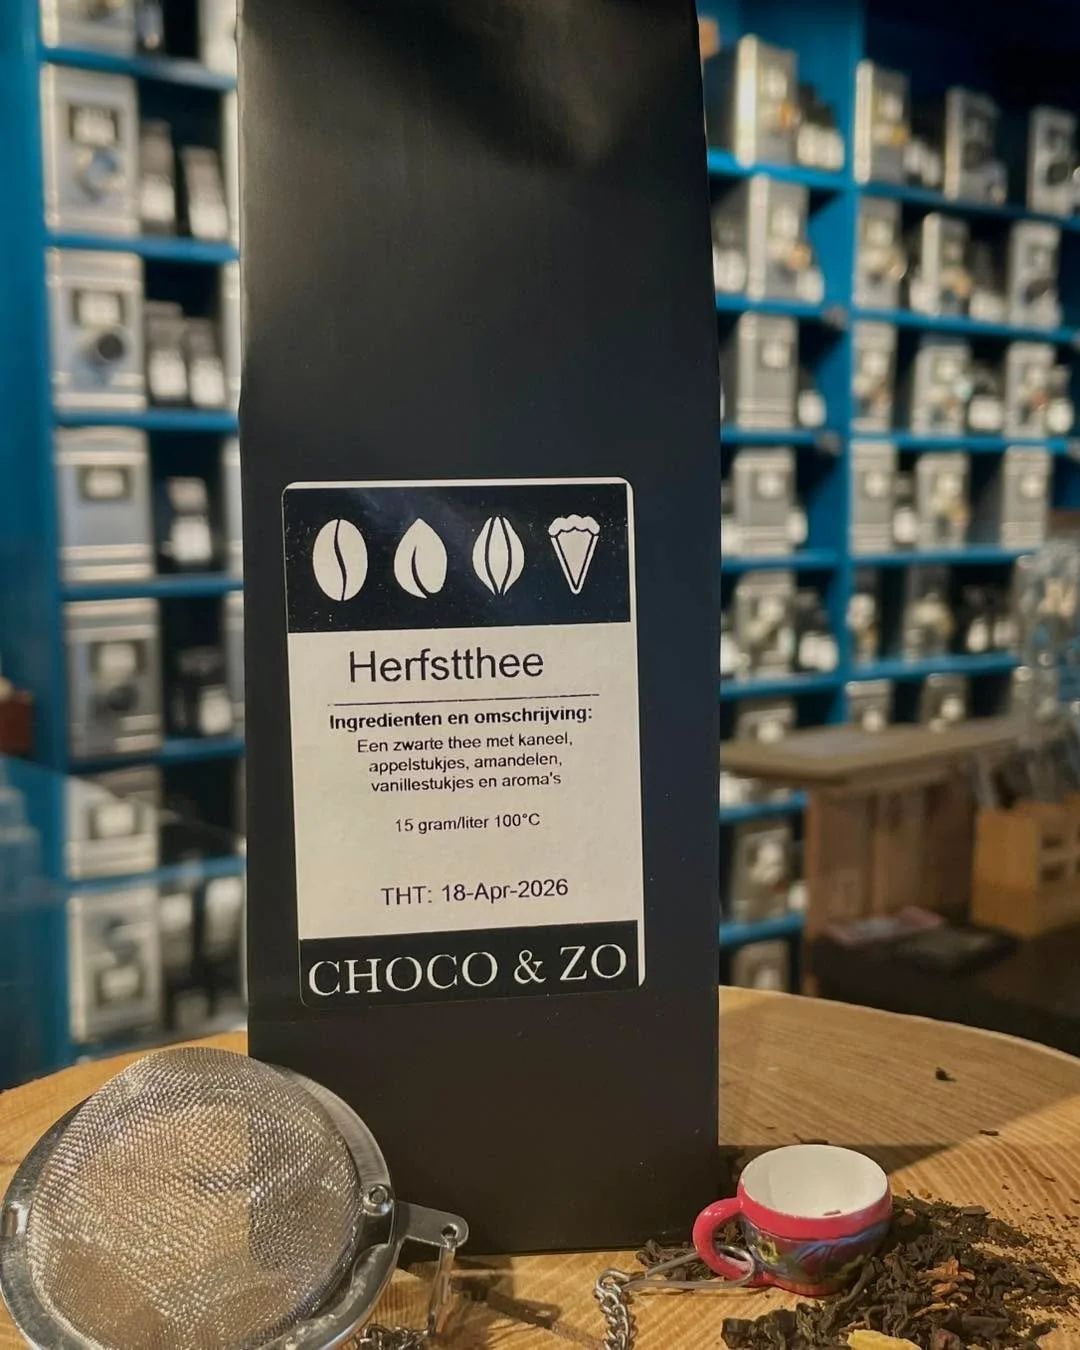 Herfstthee
Ingredienten en omschrijving:
Een zwarte thee met kaneel,
appelstukjes, amandelen,
vanillestukjes en aroma's
15 gram/liter 100°C
THT: 18-Apr-2026
CHOCO & ZO